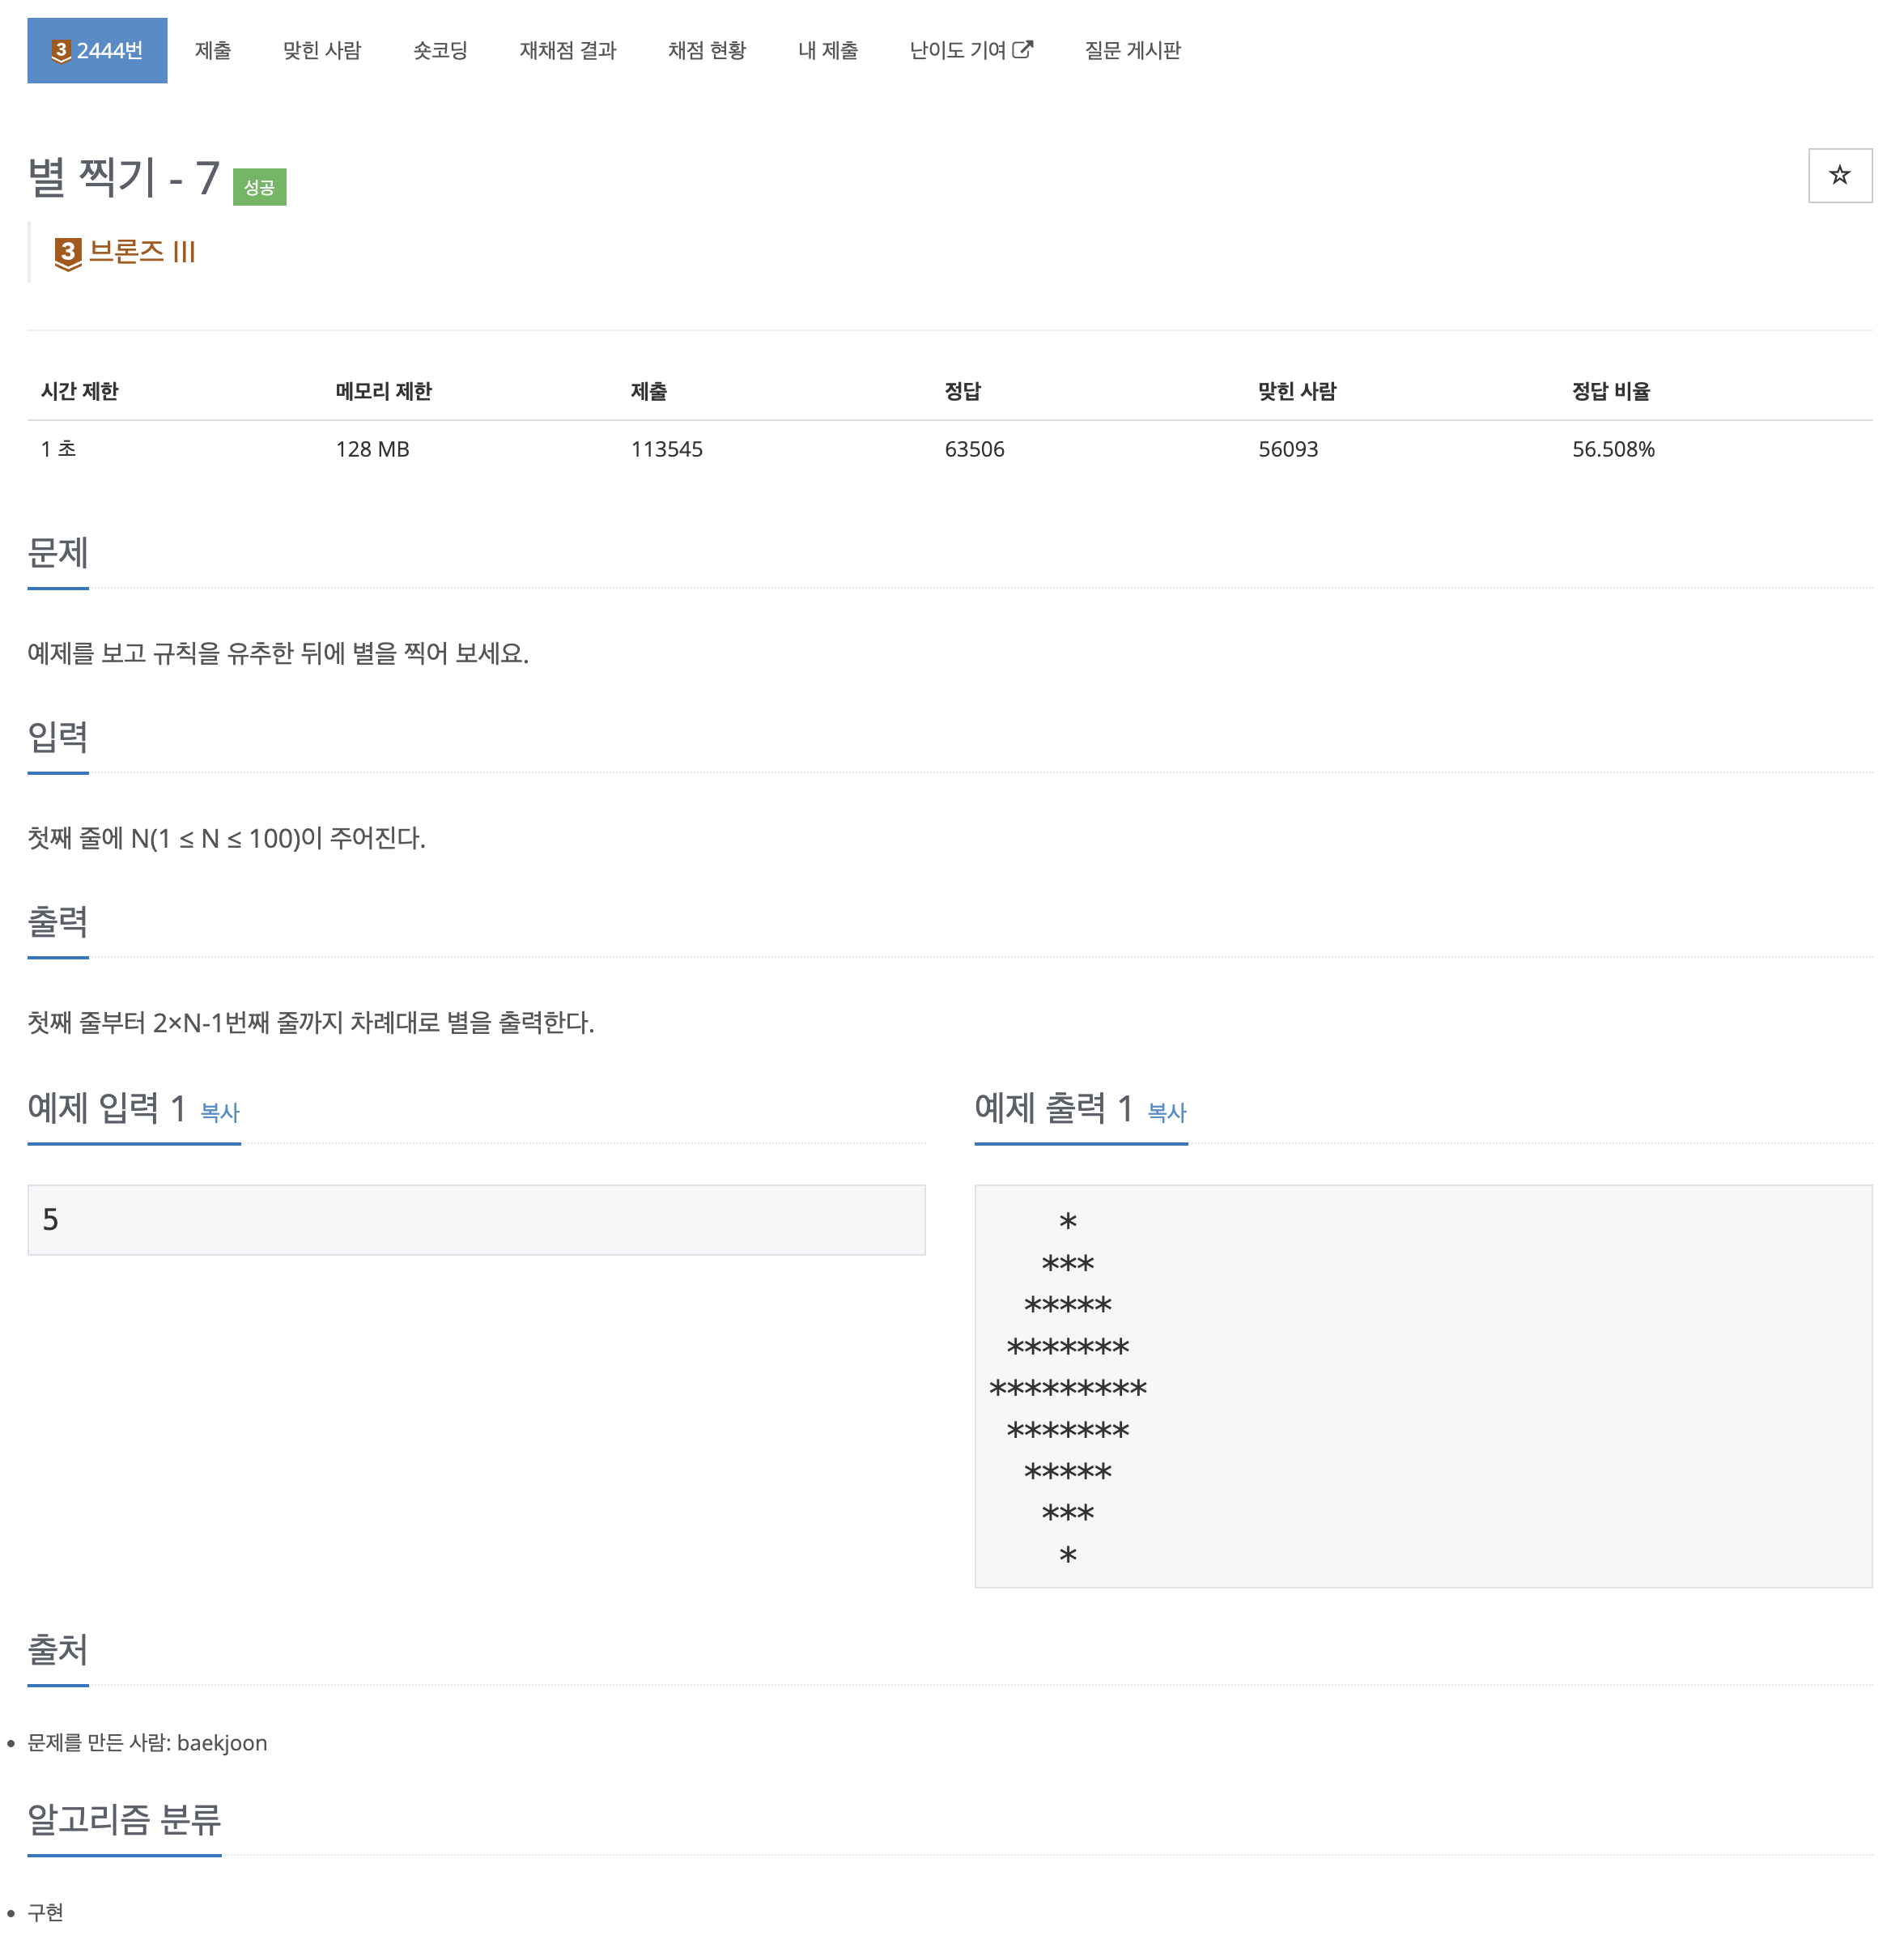 3 2444번 제출 맞힌 사람 숏코딩 재채점 결과 채점 현황 내 제출 난이도 기여 질문 게시판
별 찍기 - 7 성공
3 브론즈 III
시간 제한 메모리 제한 제출 정답 맞힌 사람 정답 비율
1 초 128 MB 113545 63506 56093 56.508%
문제
예제를 보고 규칙을 유추한 뒤에 별을 찍어 보세요.
입력
첫째 줄에 N(1 ≤ N ≤ 100)이 주어진다.
출력
첫째 줄부터 2×N-1번째 줄까지 차례대로 별을 출력한다.
예제 입력 1 복사
5
예제 출력 1 복사
    *
   ***
  *****
 *******
*********
 *******
  *****
   ***
    *
출처
문제를 만든 사람: baekjoon
알고리즘 분류
구현